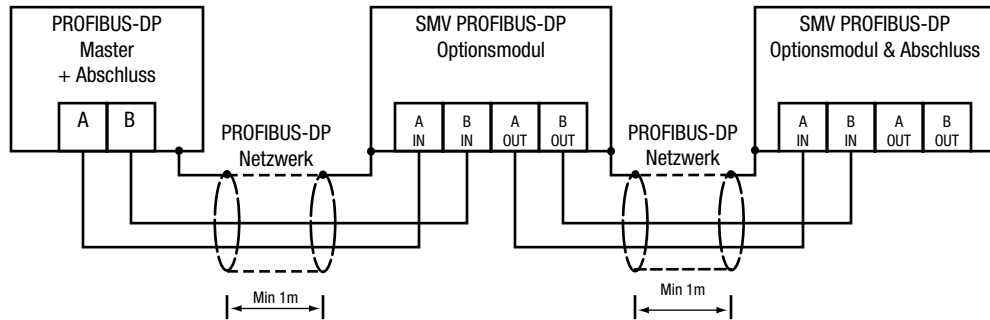 PROFIBUS-DP
Master
+ Abschluss
A B
PROFIBUS-DP
Netzwerk
SMV PROFIBUS-DP
Optionsmodul
A
IN
B
IN
A
OUT
B
OUT
PROFIBUS-DP
Netzwerk
SMV PROFIBUS-DP
Optionsmodul & Abschluss
A
IN
B
IN
A
OUT
B
OUT
Min 1m
Min 1m